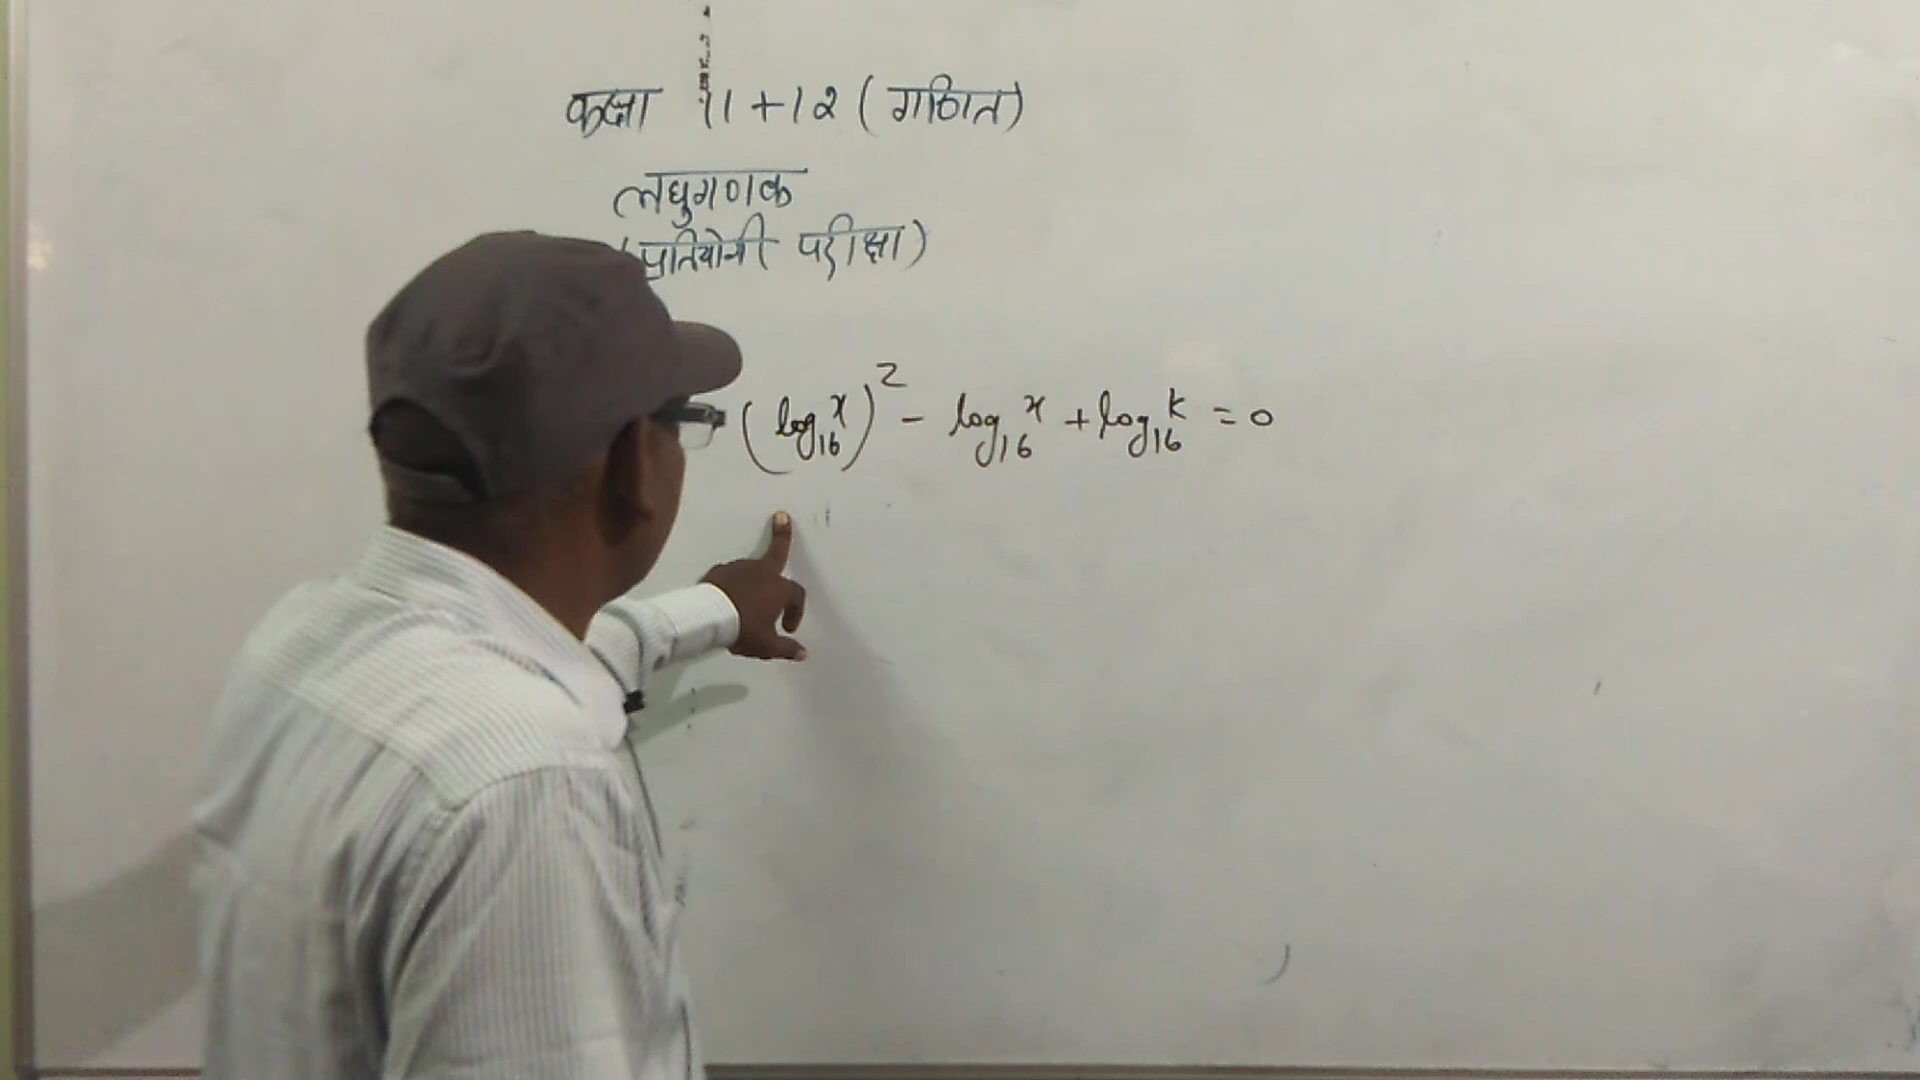 कक्षा 11+12 (गणित)
लघुगणक
(प्रतियोगी परीक्षा)
(log₁₆ x)² - log₁₆ x + log₁₆ k = 0